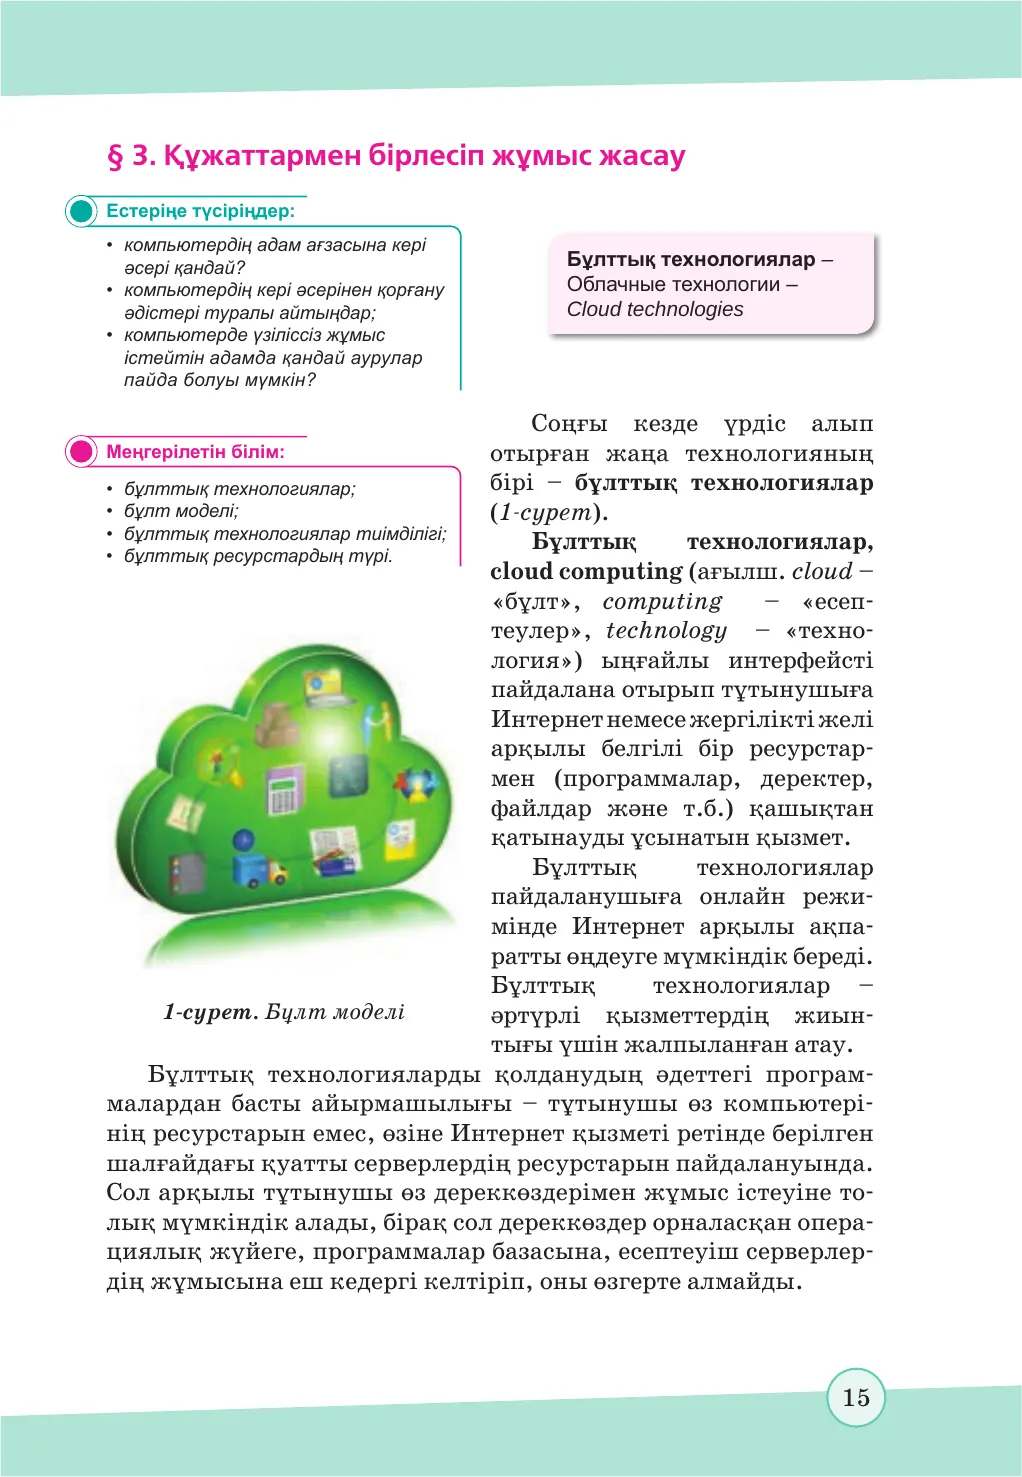 § 3. Құжаттармен бірлесіп жұмыс жасау
Естеріңе түсіріңдер:
• компьютердің адам ағзасына кері
әсері қандай?
• компьютердің кері әсерінен қорғану
әдістері туралы айтыңдар;
• компьютерде үзіліссіз жұмыс
істейтін адамда қандай аурулар
пайда болуы мүмкін?
Бұлттық технологиялар –
Облачные технологии –
Cloud technologies
Меңгерілетін білім:
• бұлттық технологиялар;
• бұлт моделі;
• бұлттық технологиялар тиімділігі;
• бұлттық ресурстардың түрі.
1-сурет. Бұлт моделі
Соңғы кезде үрдіс алып
отырған жаңа технологияның
бірі – бұлттық технологиялар
(1-сурет).
Бұлттық технологиялар,
cloud computing (ағылш. cloud –
«бұлт», computing – «есеп-
теулер», technology – «техно-
логия») ыңғайлы интерфейсті
пайдалана отырып тұтынушыға
Интернет немесе жергілікті желі
арқылы белгілі бір ресурстар-
мен (программалар, деректер,
файлдар және т.б.) қашықтан
қатынауды ұсынатын қызмет.
Бұлттық технологиялар
пайдаланушыға онлайн режи-
мінде Интернет арқылы ақпа-
ратты өңдеуге мүмкіндік береді.
Бұлттық технологиялар –
әртүрлі қызметтердің жиын-
тығы үшін жалпыланған атау.
Бұлттық технологияларды қолданудың әдеттегі програм-
малардан басты айырмашылығы – тұтынушы өз компьютері-
нің ресурстарын емес, өзіне Интернет қызметі ретінде берілген
шалғайдағы қуатты серверлердің ресурстарын пайдалануында.
Сол арқылы тұтынушы өз дереккөздерімен жұмыс істеуіне то-
лық мүмкіндік алады, бірақ сол дереккөздер орналасқан опера-
циялық жүйеге, программалар базасына, есептеуіш серверлер-
дің жұмысына еш кедергі келтіріп, оны өзгерте алмайды.
15